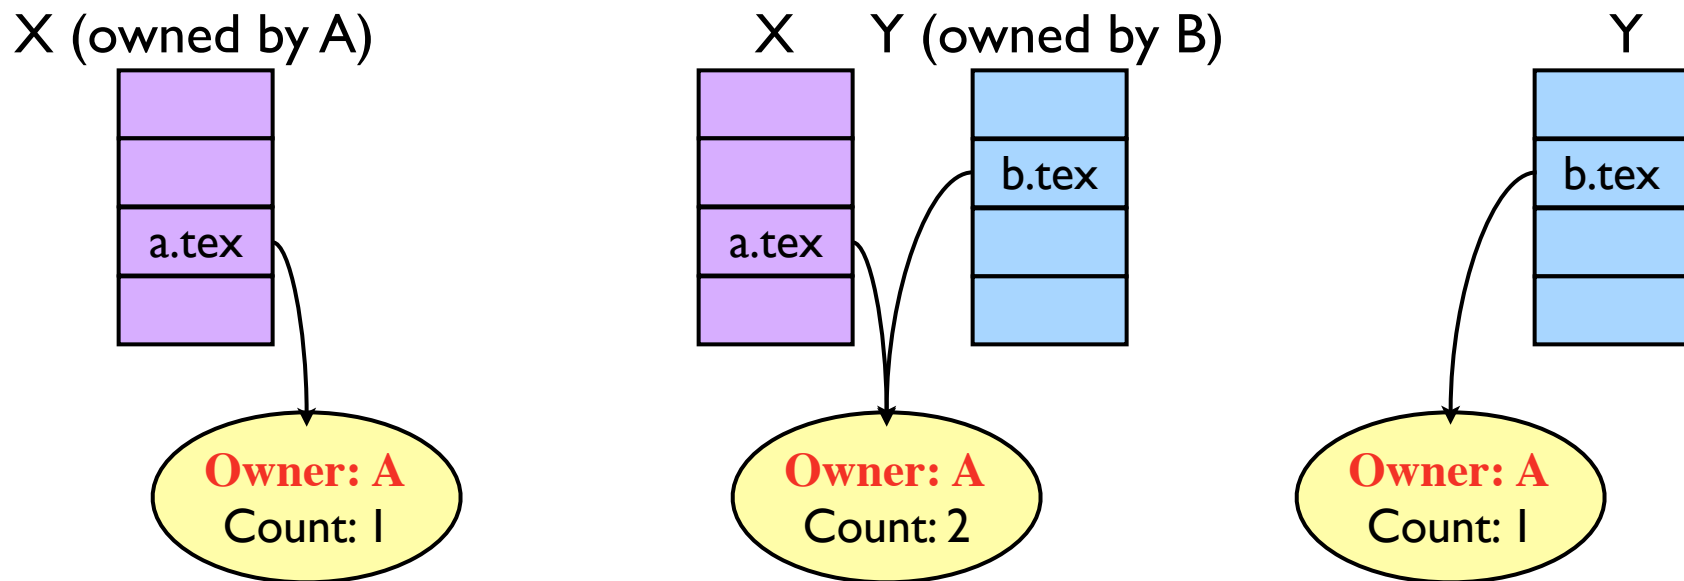 X (owned by A)
a.tex
Owner: A
Count: 1
X
Y (owned by B)
b.tex
a.tex
Owner: A
Count: 2
Y
b.tex
Owner: A
Count: 1